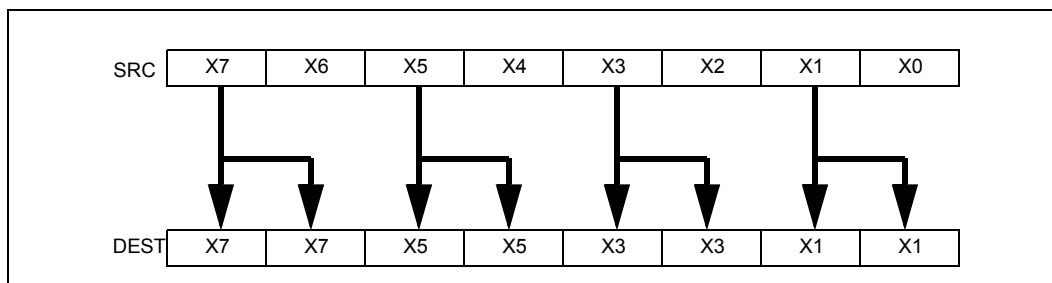 SRC X7 X6 X5 X4 X3 X2 X1 X0
DEST X7 X7 X5 X5 X3 X3 X1 X1